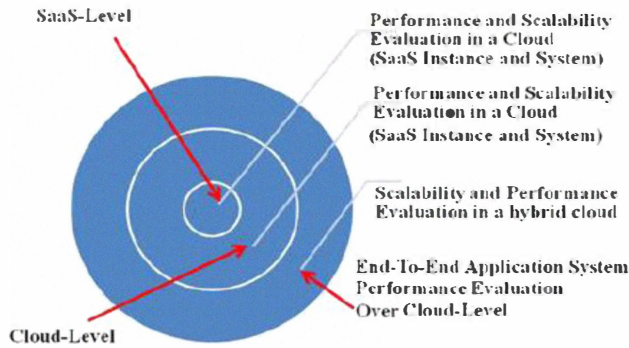 SaaS-Level
Performance and Scalability
Evaluation in a Cloud
(SaaS Instance and System)
Performance and Scalability
Evaluation in a Cloud
(SaaS Instance and System)
Scalability and Performance
Evaluation in a hybrid cloud
End-To-End Application System
Performance Evaluation
Over Cloud-Level
Cloud-Level